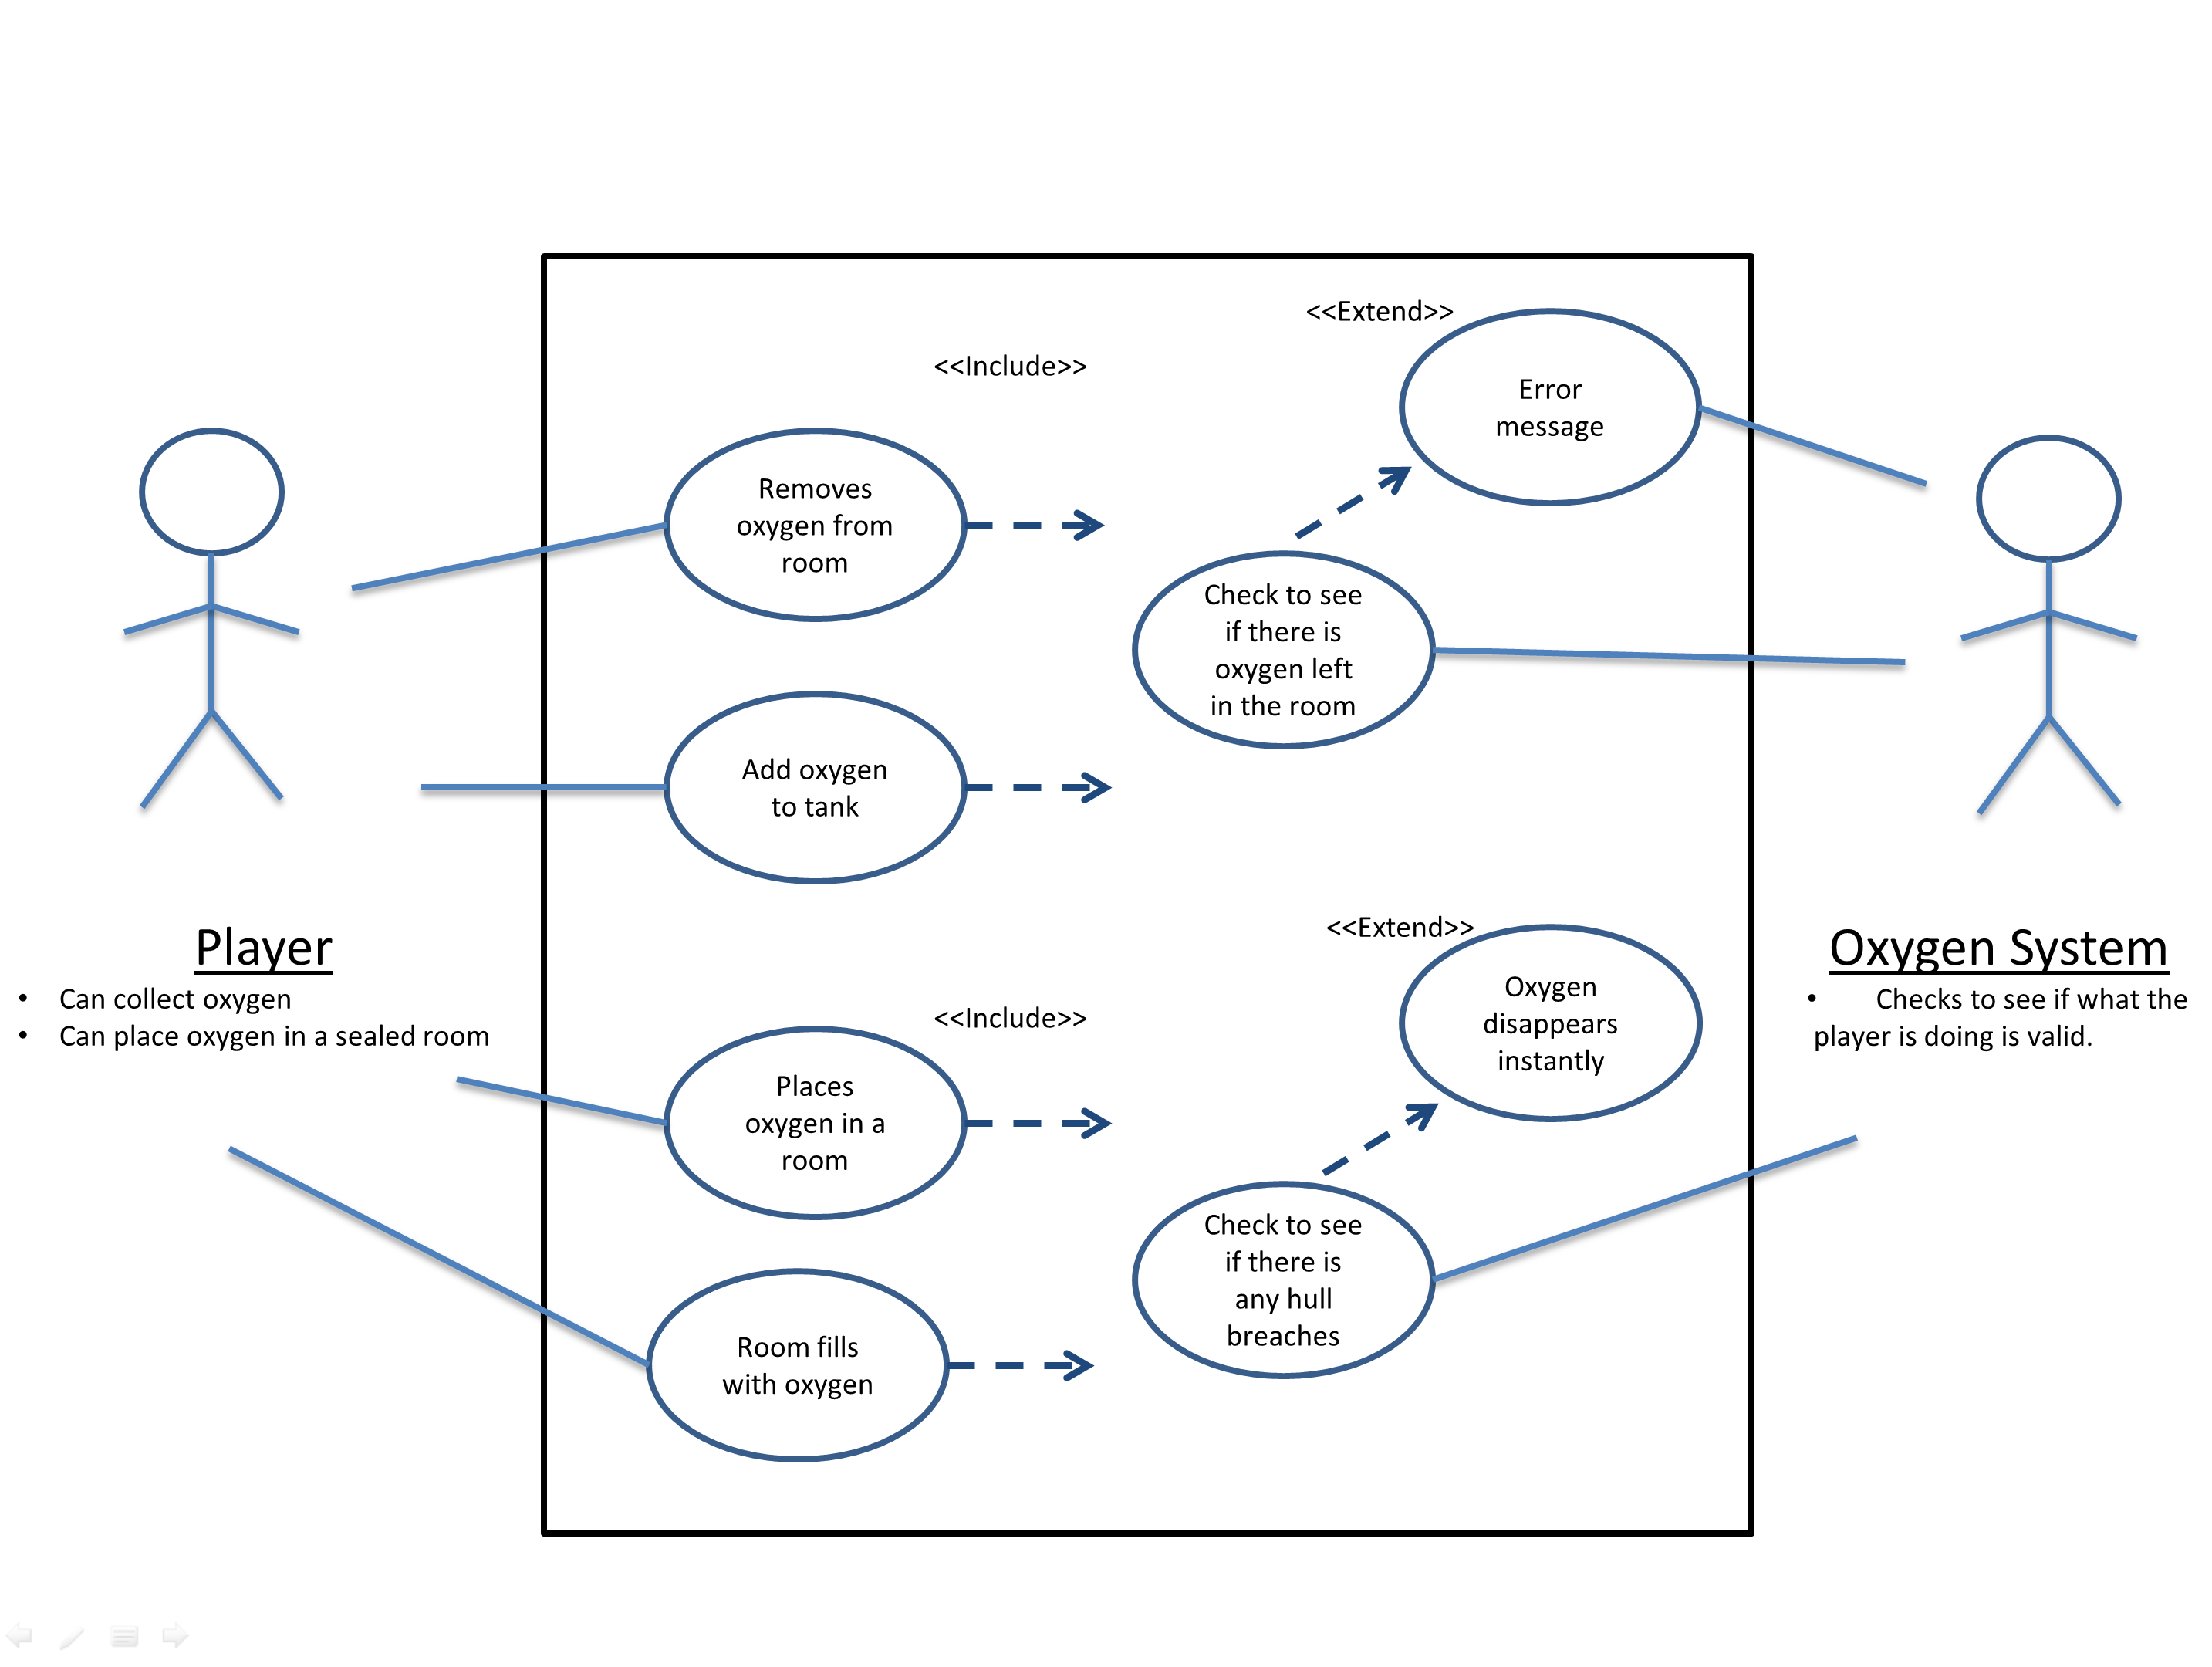 <<Extend>>
<<Include>>
Error
message
Removes
oxygen from
room
Check to see
if there is
oxygen left
in the room
Add oxygen
to tank
Player
• Can collect oxygen
• Can place oxygen in a sealed room
Oxygen System
• Checks to see if what the
player is doing is valid.
<<Extend>>
Oxygen
disappears
instantly
<<Include>>
Places
oxygen in a
room
Check to see
if there is
any hull
breaches
Room fills
with oxygen